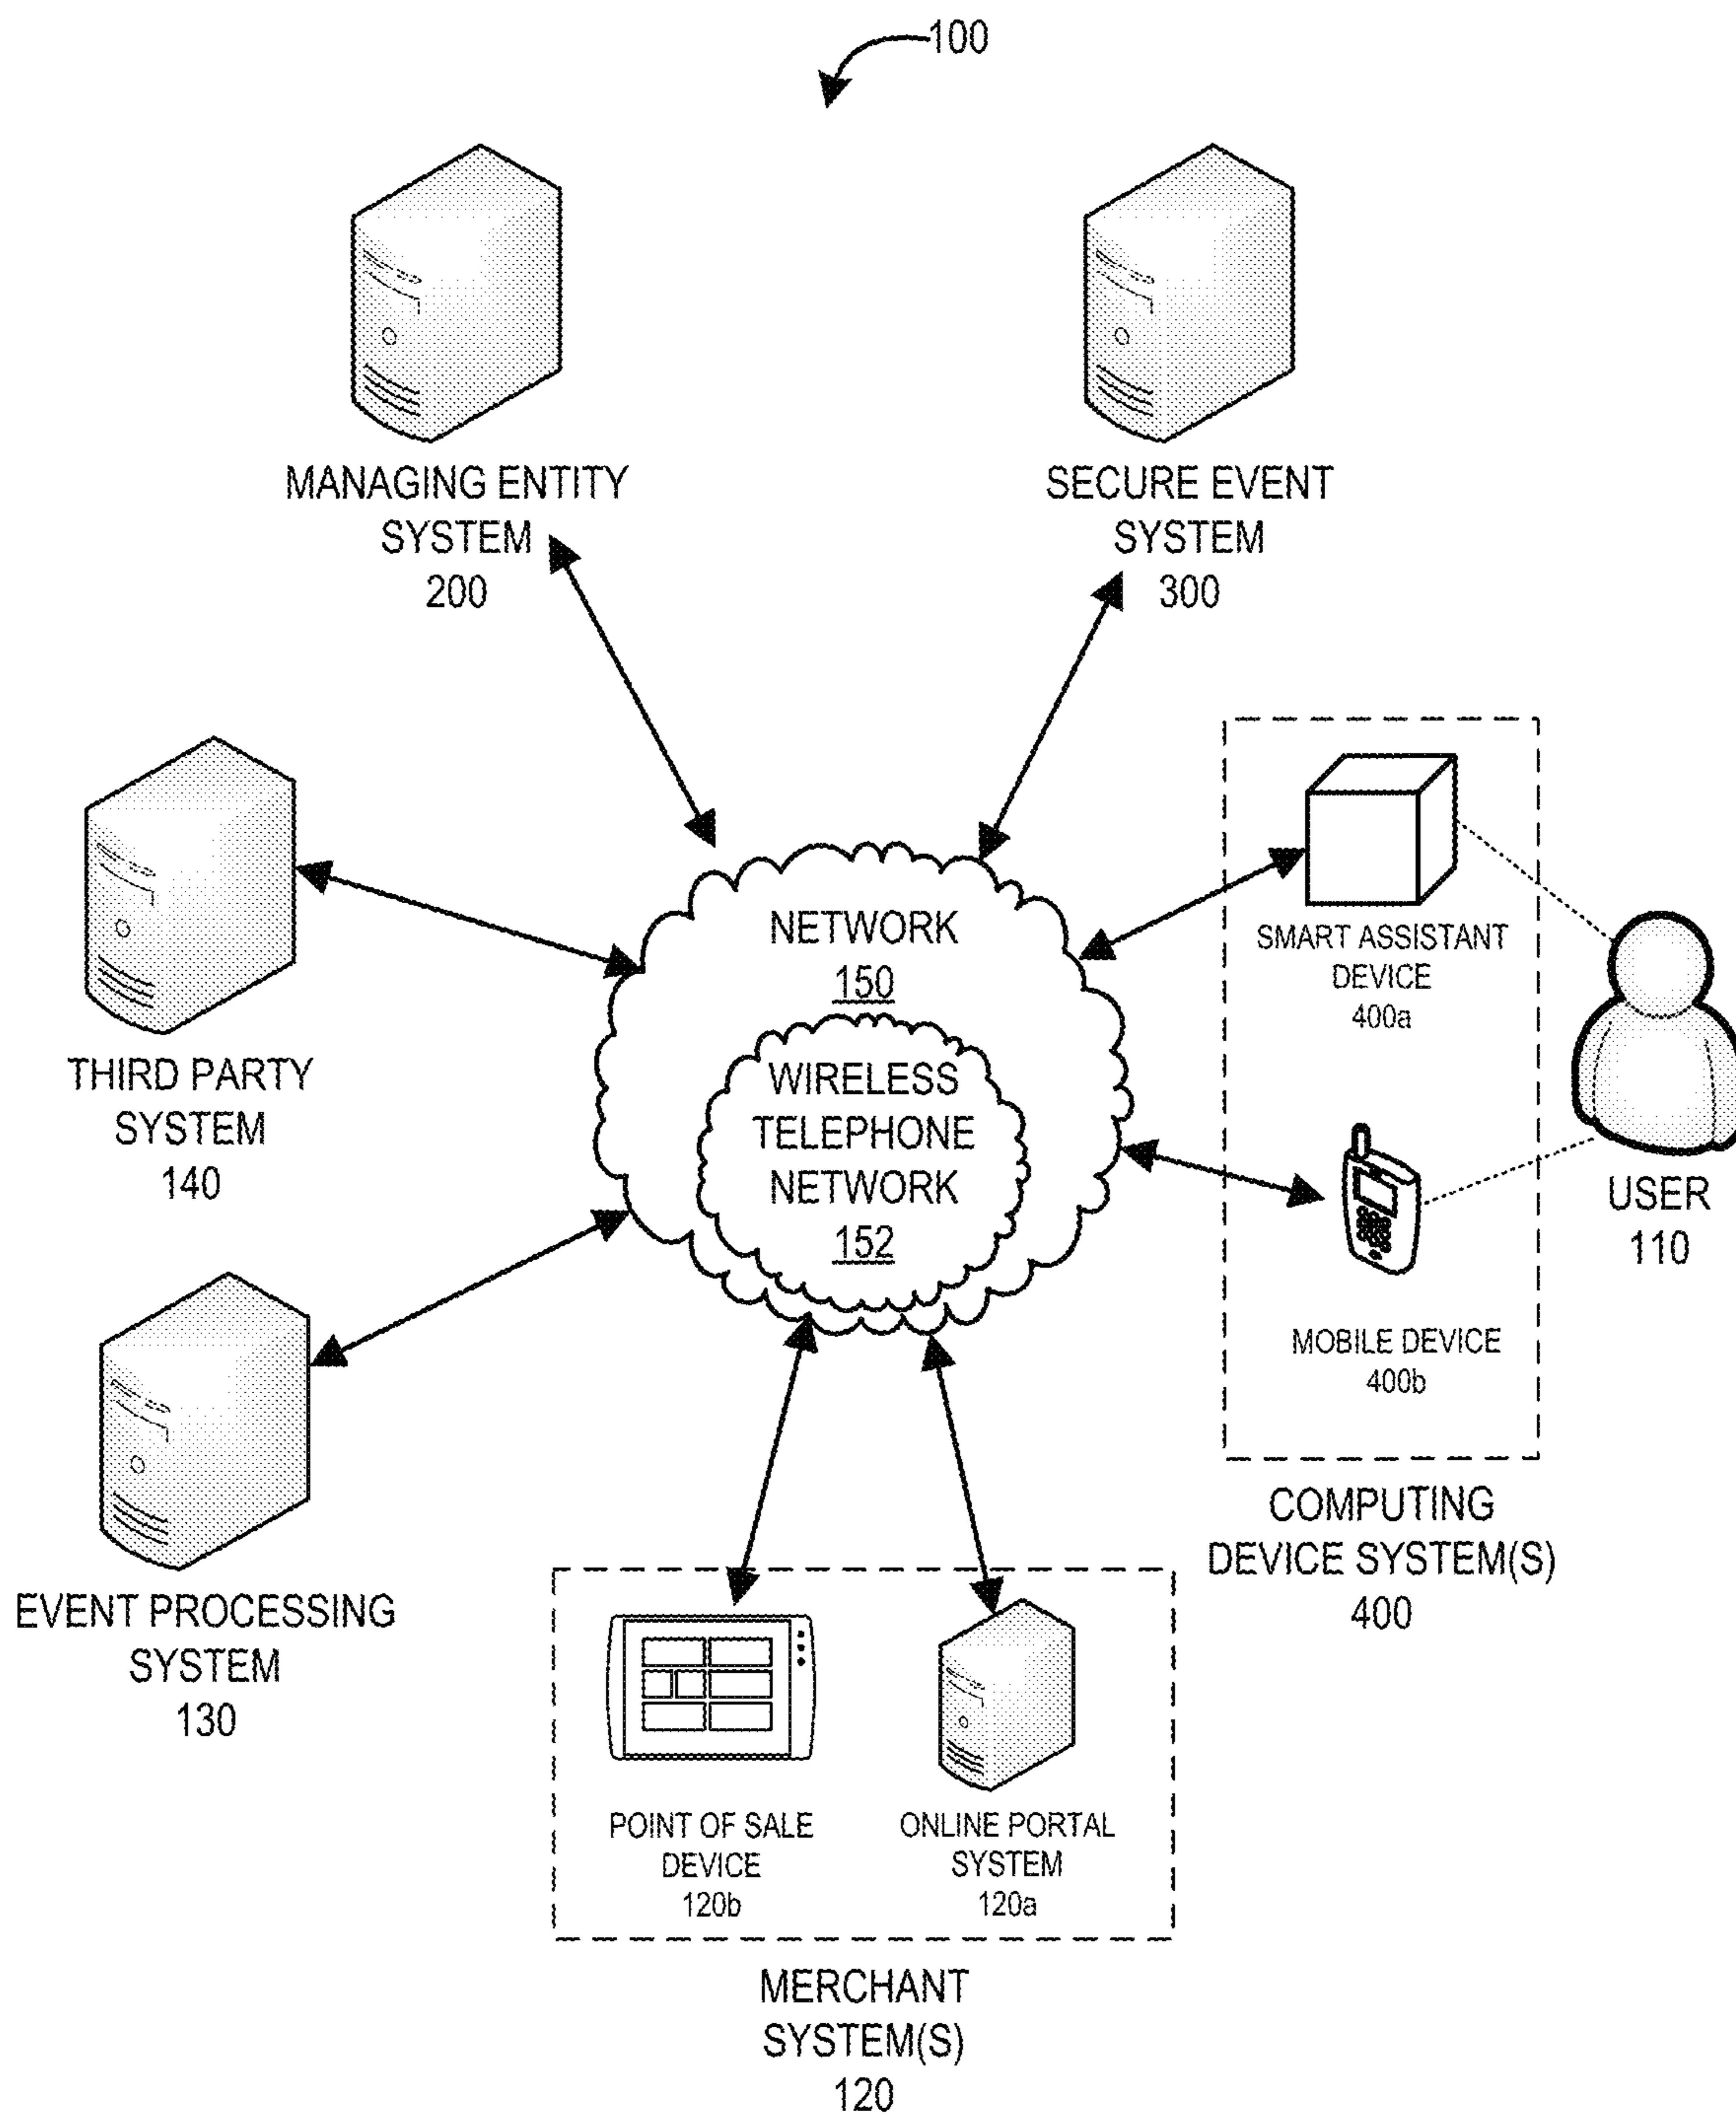 100
MANAGING ENTITY
SYSTEM
200
SECURE EVENT
SYSTEM
300
THIRD PARTY
SYSTEM
140
NETWORK
150
WIRELESS
TELEPHONE
NETWORK
152
SMART ASSISTANT
DEVICE
400a
MOBILE DEVICE
400b
USER
110
COMPUTING
DEVICE SYSTEM(S)
400
EVENT PROCESSING
SYSTEM
130
POINT OF SALE
DEVICE
120b
ONLINE PORTAL
SYSTEM
120a
MERCHANT
SYSTEM(S)
120